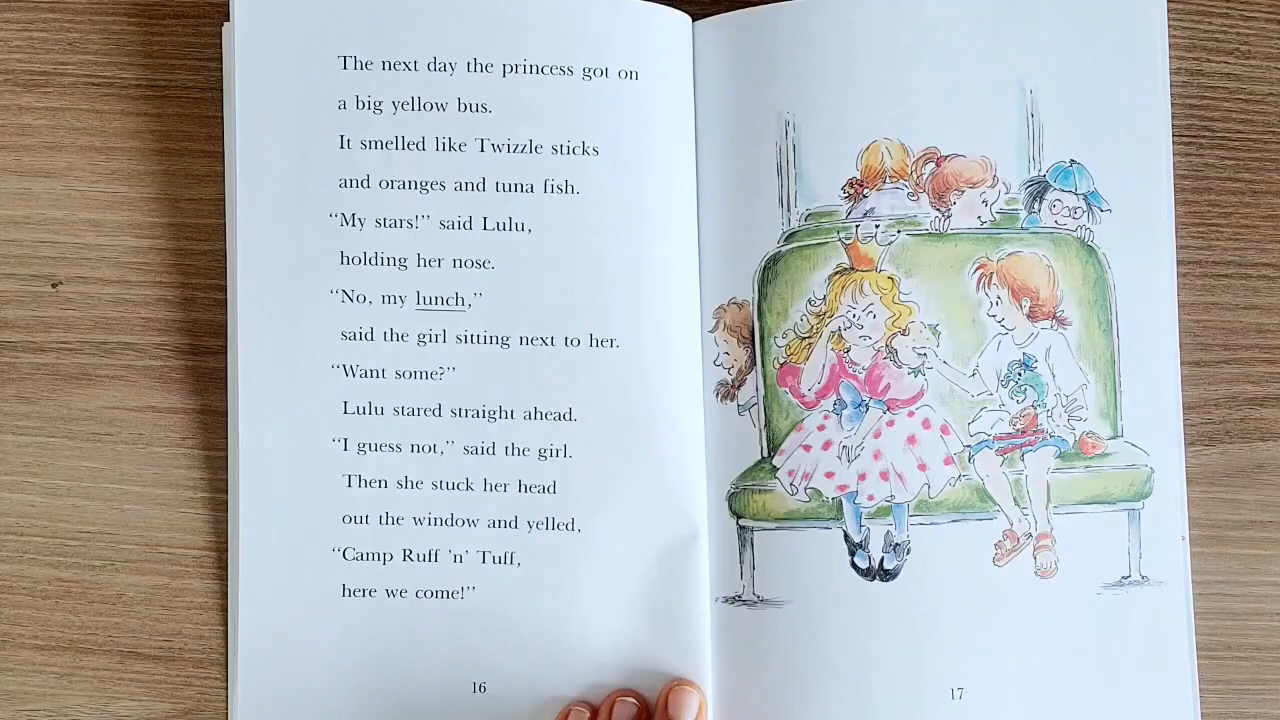 The next day the princess got on
a big yellow bus.
It smelled like Twizzle sticks
and oranges and tuna fish.
“My stars!” said Lulu,
holding her nose.
“No, my lunch,”
said the girl sitting next to her.
“Want some?”
Lulu stared straight ahead.
“I guess not,” said the girl.
Then she stuck her head
out the window and yelled,
“Camp Ruff ’n’ Tuff,
here we come!”
16
17